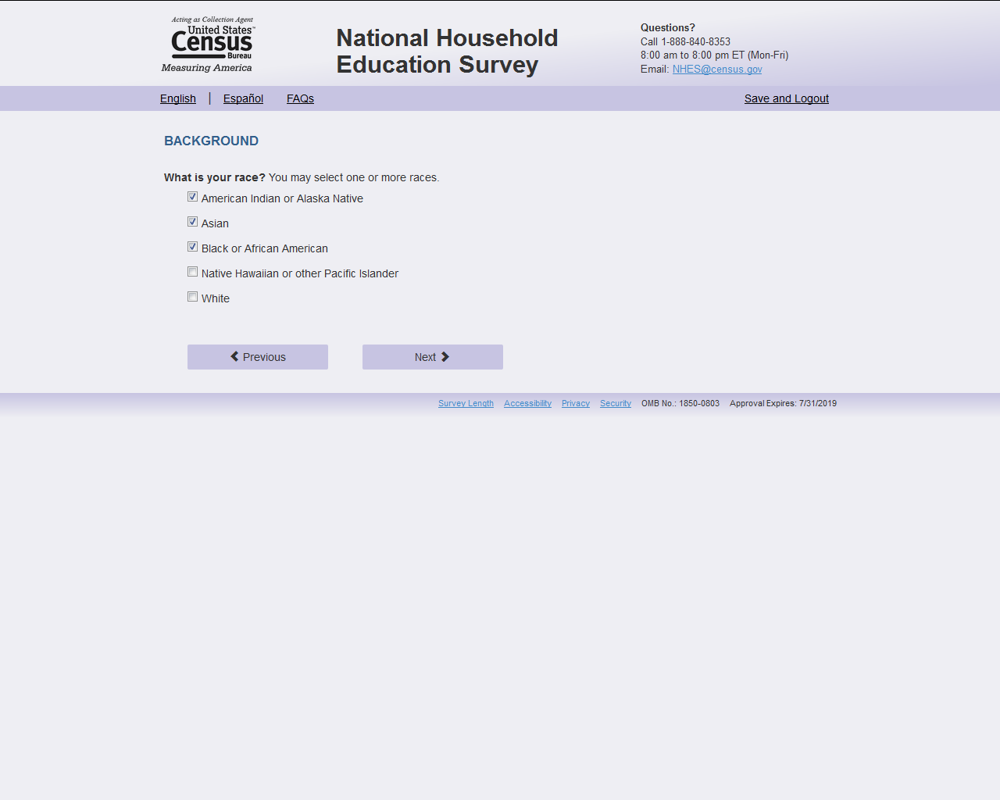 Acting as Collection Agent
United States™
Census
Bureau
Measuring America
National Household
Education Survey
Questions?
Call 1-888-840-8353
8:00 am to 8:00 pm ET (Mon-Fri)
Email: NHES@census.gov
English | Español FAQs Save and Logout
BACKGROUND
What is your race? You may select one or more races.
American Indian or Alaska Native
Asian
Black or African American
Native Hawaiian or other Pacific Islander
White
Previous Next
Survey Length Accessibility Privacy Security OMB No.: 1850-0803 Approval Expires: 7/31/2019